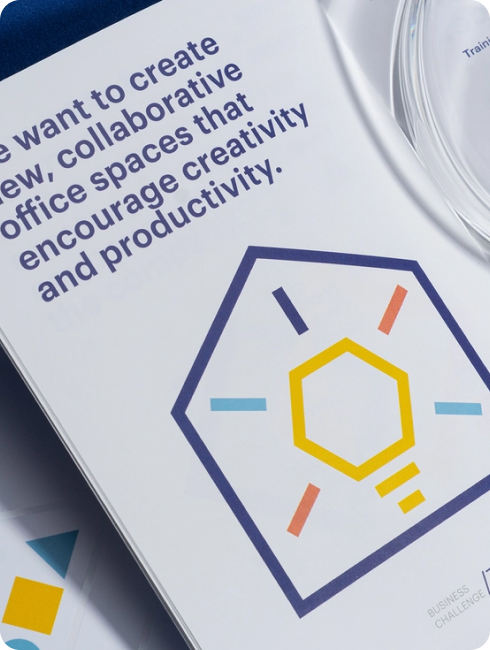 e want to create
ew, collaborative
office spaces that
encourage creativity
and productivity.
Traini
BUSINESS
CHALLENGE